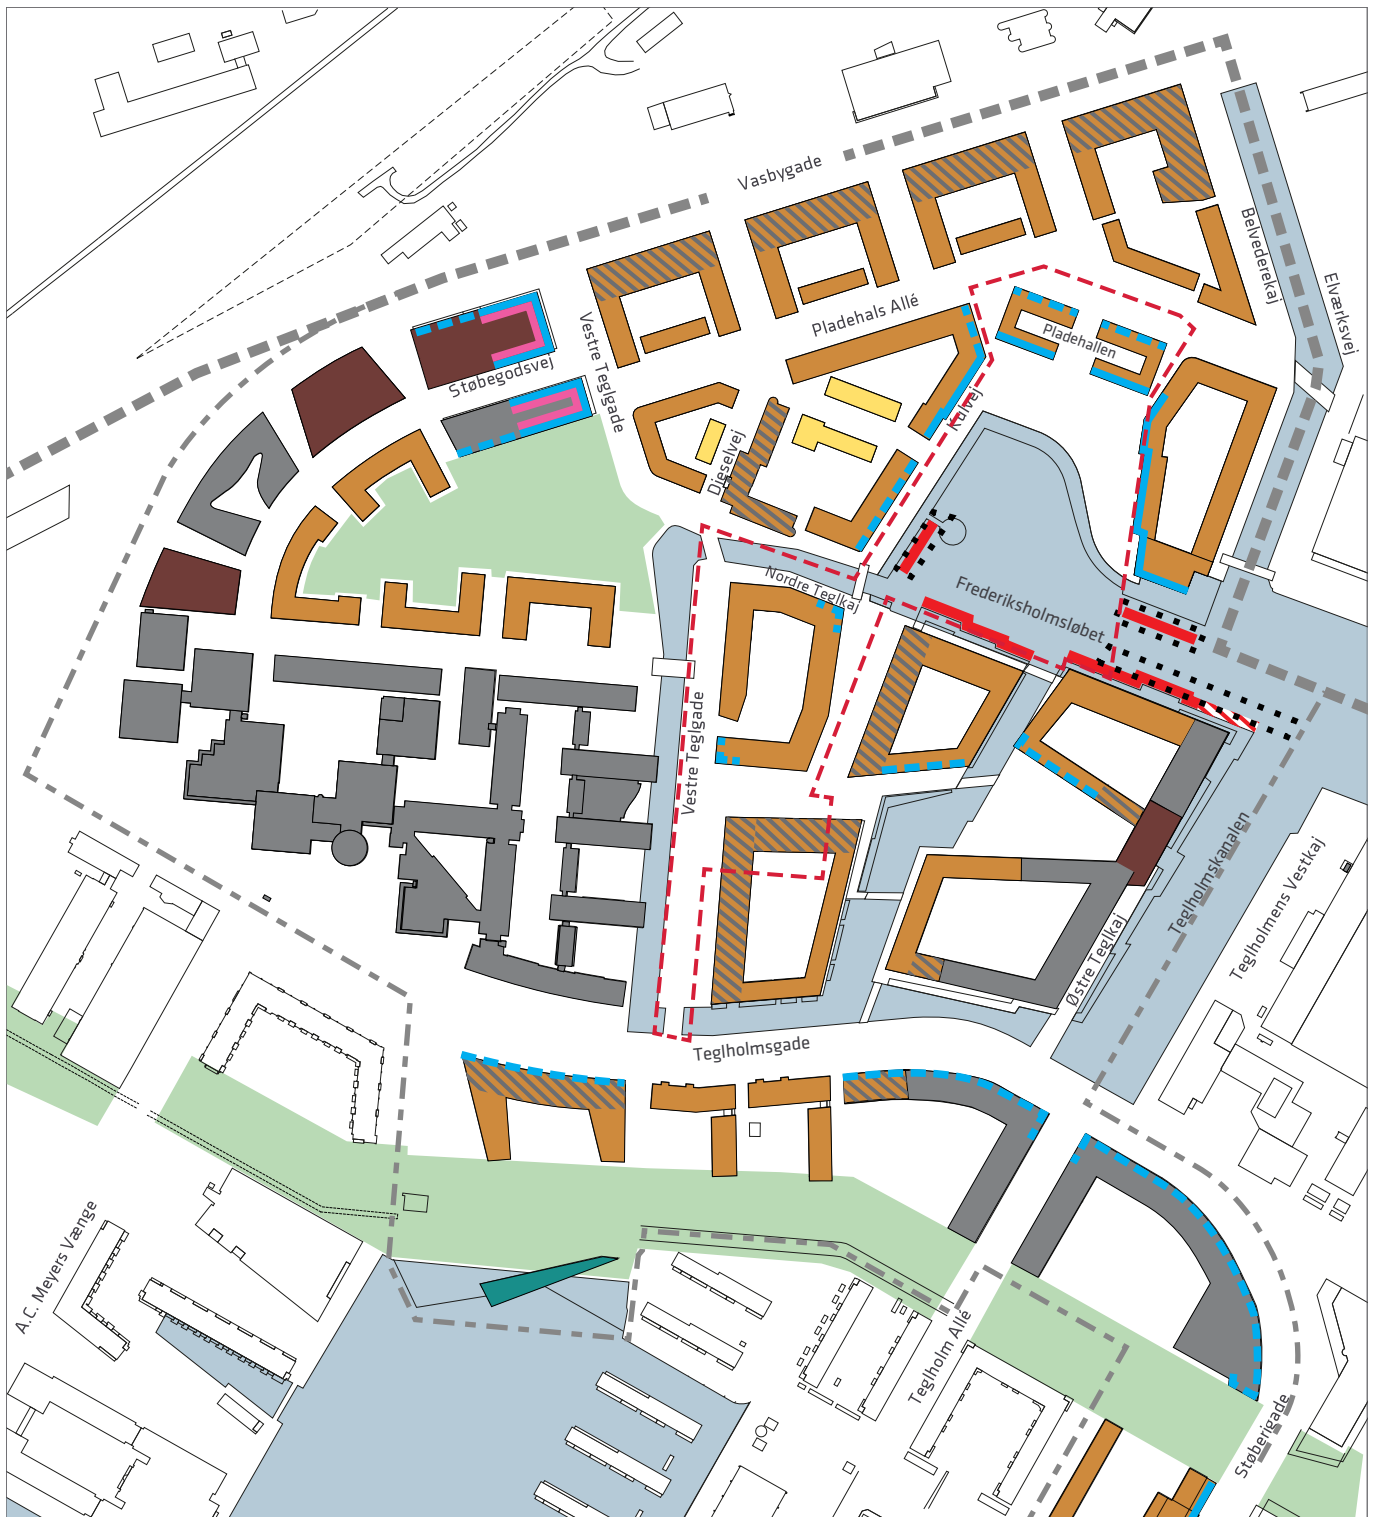 Vasbygade
Belvederekaj
Elværksvej
Pladehals Allé
Pladehallen
Vestre Teglgade
Støbegodsvej
Kulvej
Dieselvej
Nordre Teglkaj
Frederiksholmsløbet
Vestre Teglgade
Teglholmskanalen
Teglholmens Vestkaj
Østre Teglkaj
Teglholmsgade
A.C. Meyers Vænge
Teglholm Allé
Støberigade